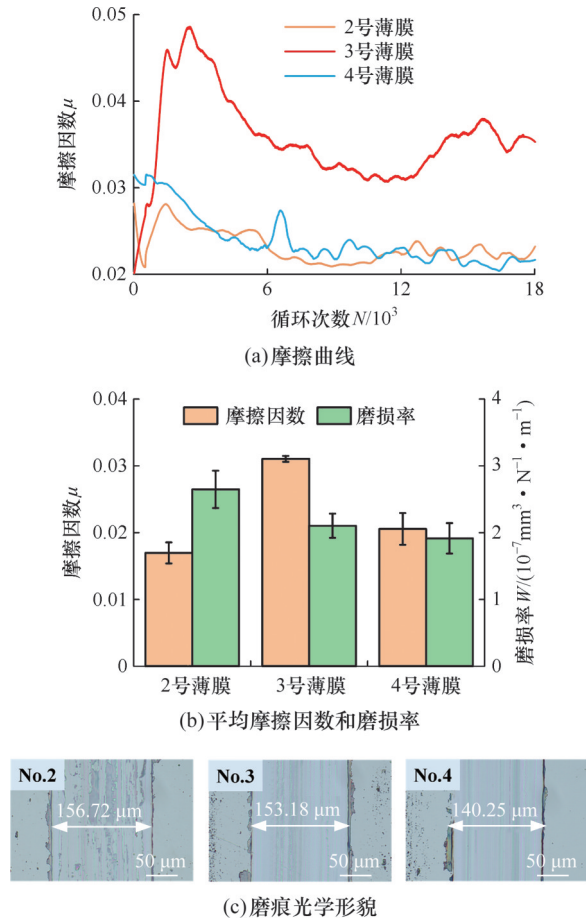 0.05
0.04
0.03
0.02
摩擦因数μ
2号薄膜
3号薄膜
4号薄膜
0
6
12
18
循环次数N/10³
(a) 摩擦曲线
0.04
0.03
0.02
0.01
0
摩擦因数μ
摩擦因数
磨损率
4
3
2
1
0
磨损率W/(10⁻⁷mm³·N⁻¹·m⁻¹)
2号薄膜
3号薄膜
4号薄膜
(b) 平均摩擦因数和磨损率
No.2
156.72 μm
50 μm
No.3
153.18 μm
50 μm
No.4
140.25 μm
50 μm
(c) 磨痕光学形貌